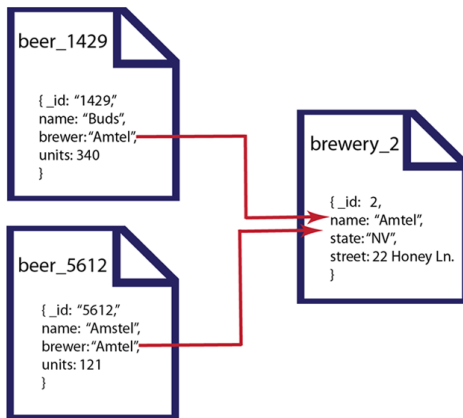 beer_1429
{ _id: “1429,”
name: “Buds”,
brewer:“Amtel”,
units: 340
}
brewery_2
{ _id: 2,
name: “Amtel”,
state:“NV”,
street: 22 Honey Ln.
}
beer_5612
{ _id: “5612,”
name: “Amstel”,
brewer:“Amtel”,
units: 121
}